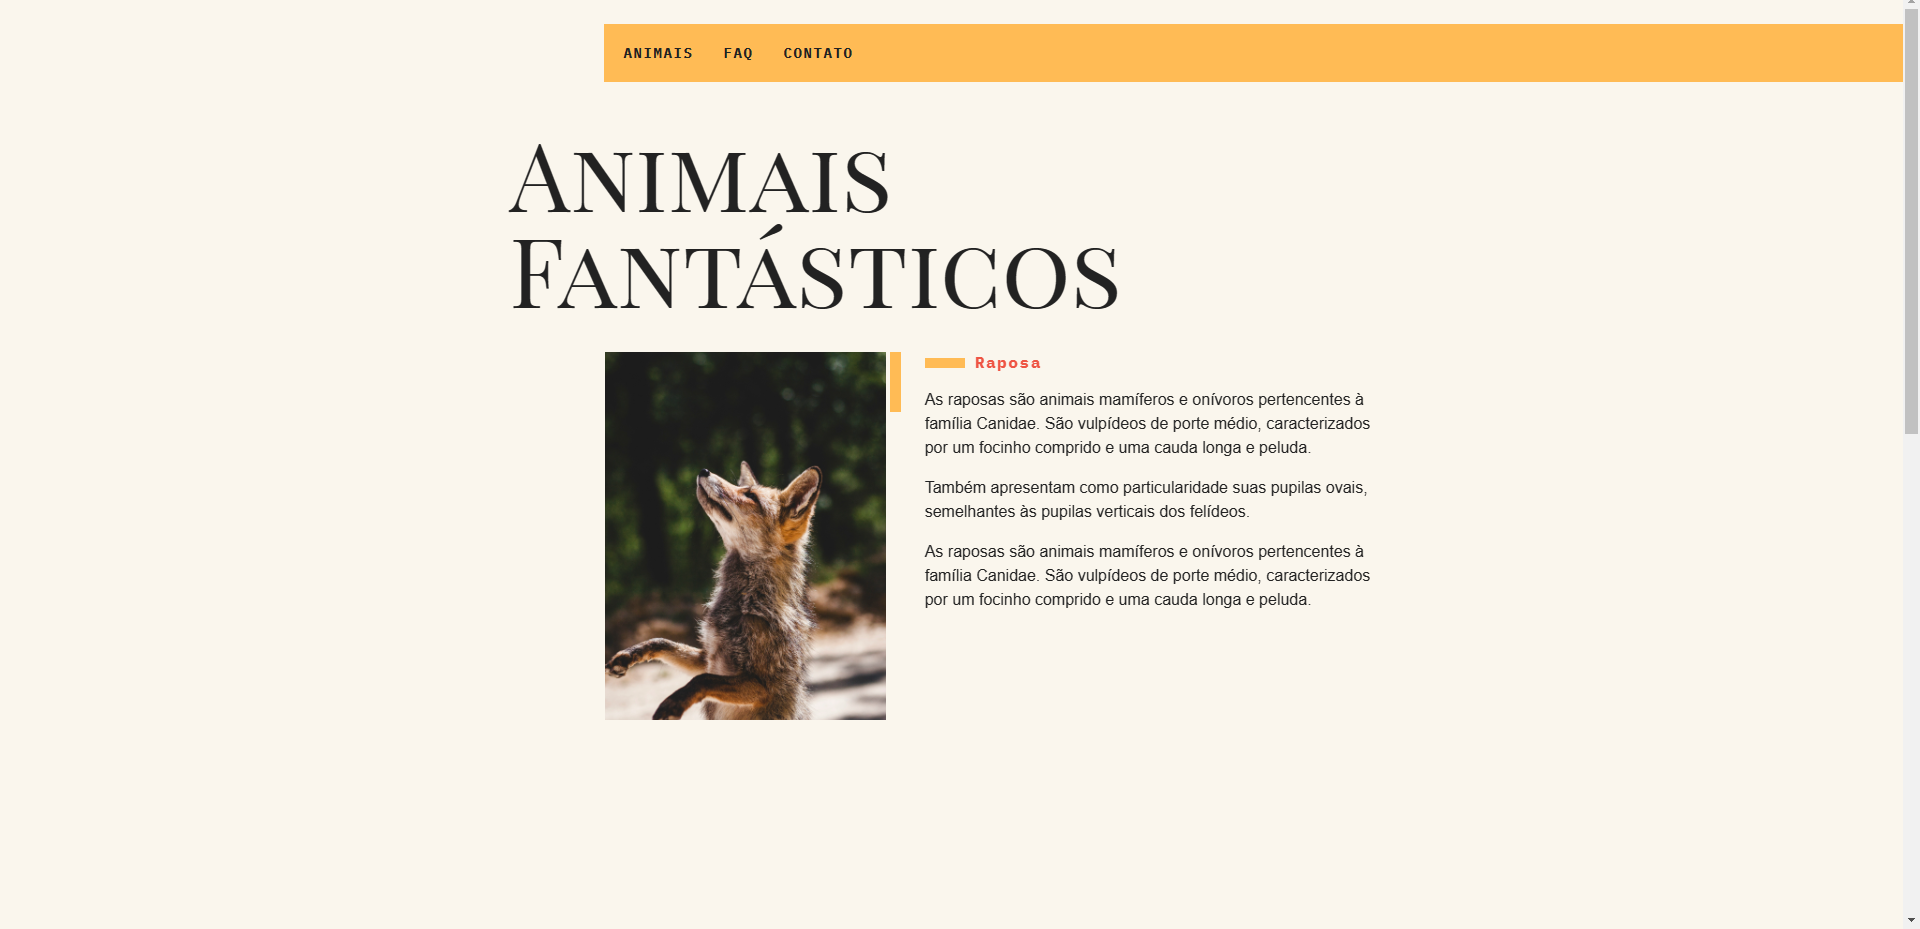 ANIMAIS FAQ CONTATO
ANIMAIS
FANTÁSTICOS
Raposa
As raposas são animais mamíferos e onívoros pertencentes à
família Canidae. São vulpídeos de porte médio, caracterizados
por um focinho comprido e uma cauda longa e peluda.
Também apresentam como particularidade suas pupilas ovais,
semelhantes às pupilas verticais dos felídeos.
As raposas são animais mamíferos e onívoros pertencentes à
família Canidae. São vulpídeos de porte médio, caracterizados
por um focinho comprido e uma cauda longa e peluda.